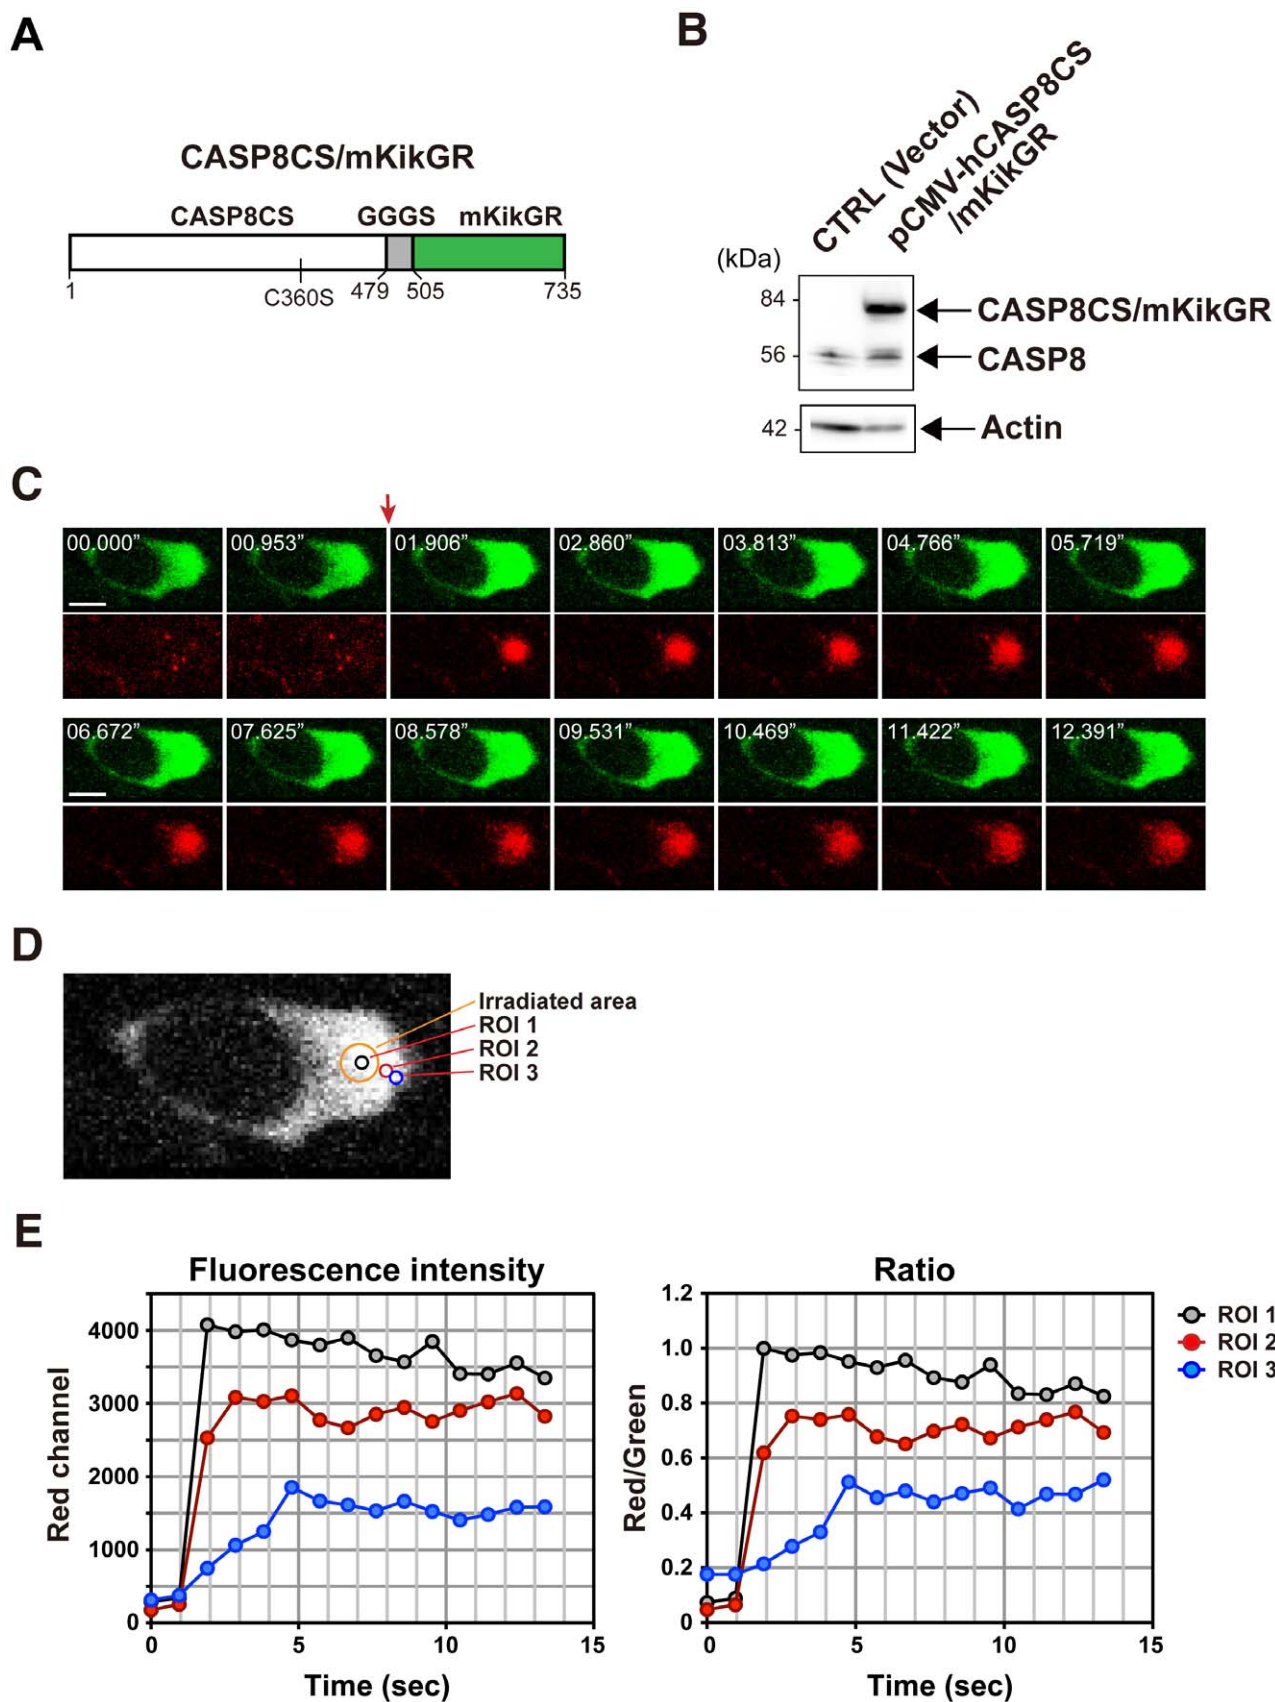 A
CASP8CS/mKikGR
CASP8CS GGGS mKikGR
1 C360S 479 505 735
B
CTRL (Vector)
pCMV-hCASP8CS
/mKikGR
(kDa)
84
CASP8CS/mKikGR
56
CASP8
42
Actin
C
00.000” 00.953” 01.906” 02.860” 03.813” 04.766” 05.719”
06.672” 07.625” 08.578” 09.531” 10.469” 11.422” 12.391”
D
Irradiated area
ROI 1
ROI 2
ROI 3
E
Fluorescence intensity
Red channel
4000
3000
2000
1000
0
0 5 10 15
Time (sec)
Ratio
Red/Green
1.2
1.0
0.8
0.6
0.4
0.2
0
0 5 10 15
Time (sec)
ROI 1
ROI 2
ROI 3